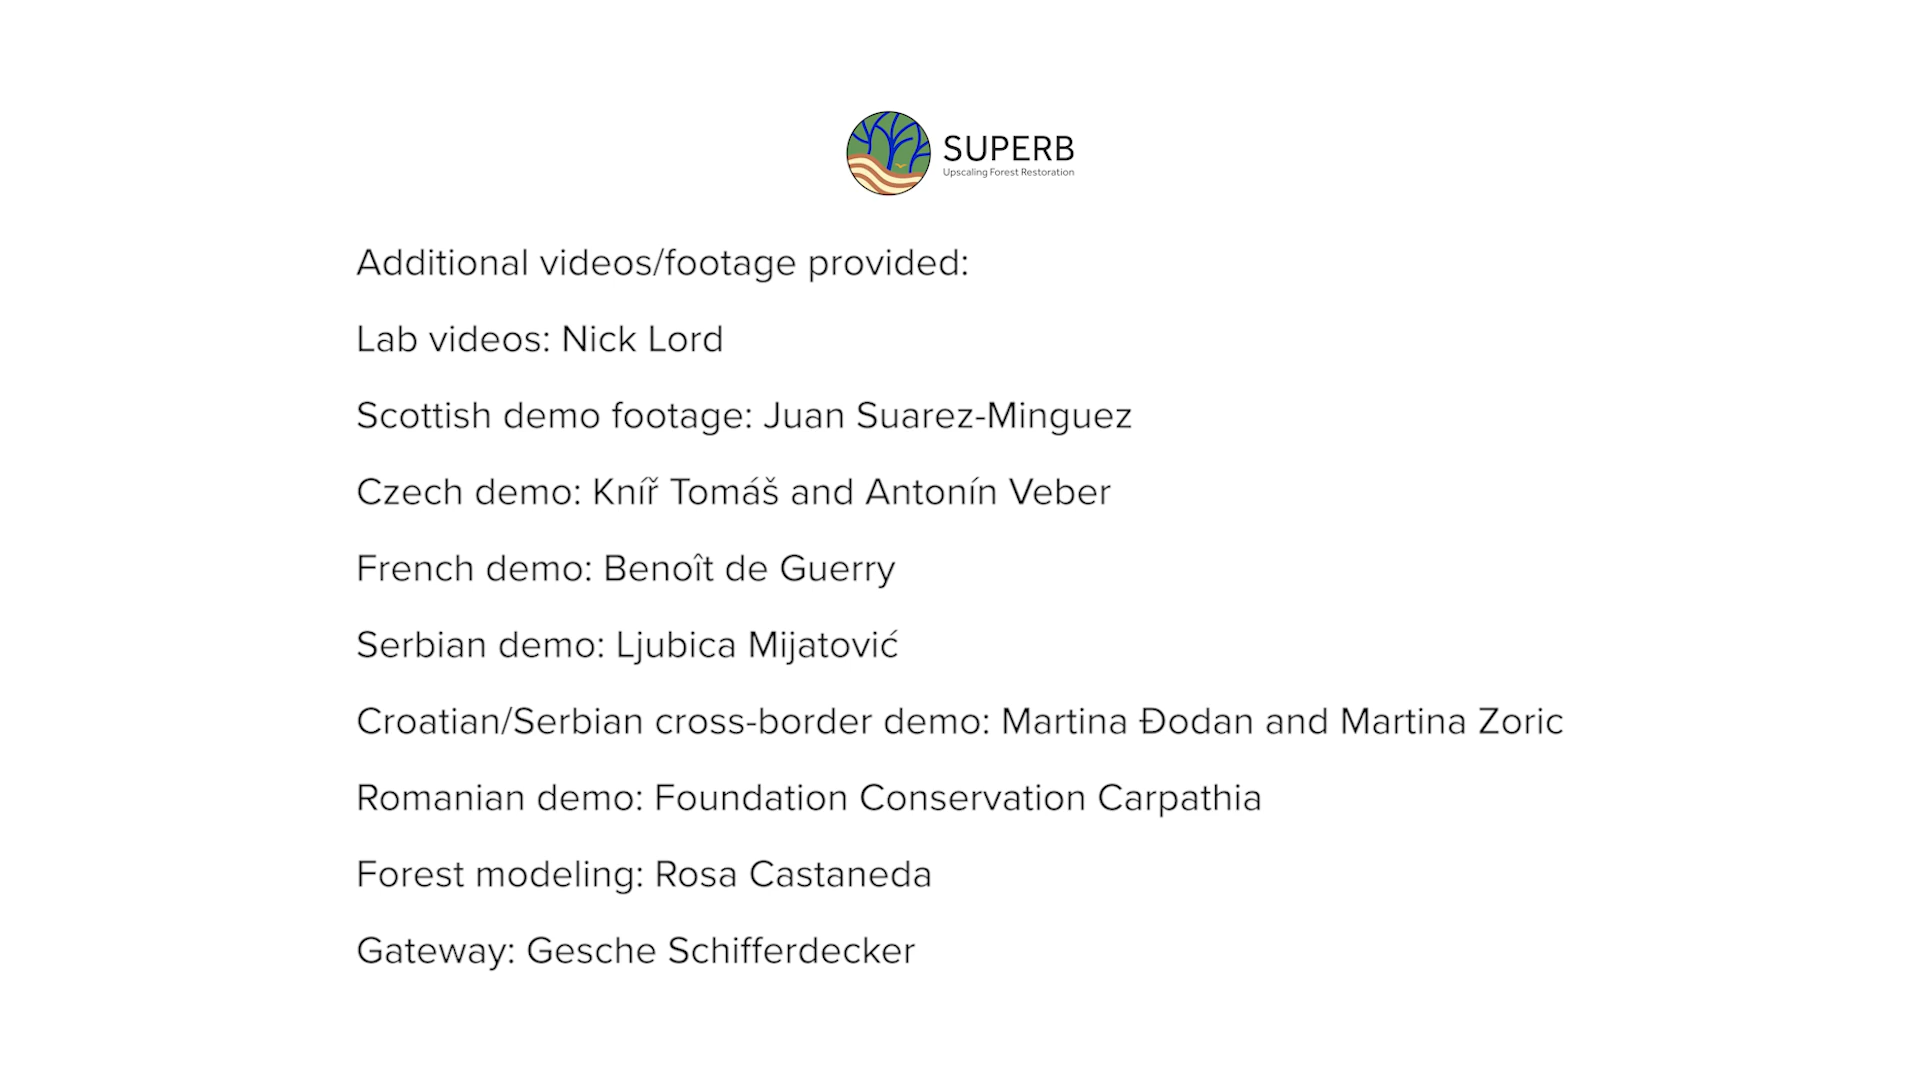 SUPERB
Upscaling Forest Restoration
Additional videos/footage provided:
Lab videos: Nick Lord
Scottish demo footage: Juan Suarez-Minguez
Czech demo: Kníř Tomáš and Antonín Veber
French demo: Benoît de Guerry
Serbian demo: Ljubica Mijatović
Croatian/Serbian cross-border demo: Martina Đodan and Martina Zoric
Romanian demo: Foundation Conservation Carpathia
Forest modeling: Rosa Castaneda
Gateway: Gesche Schifferdecker